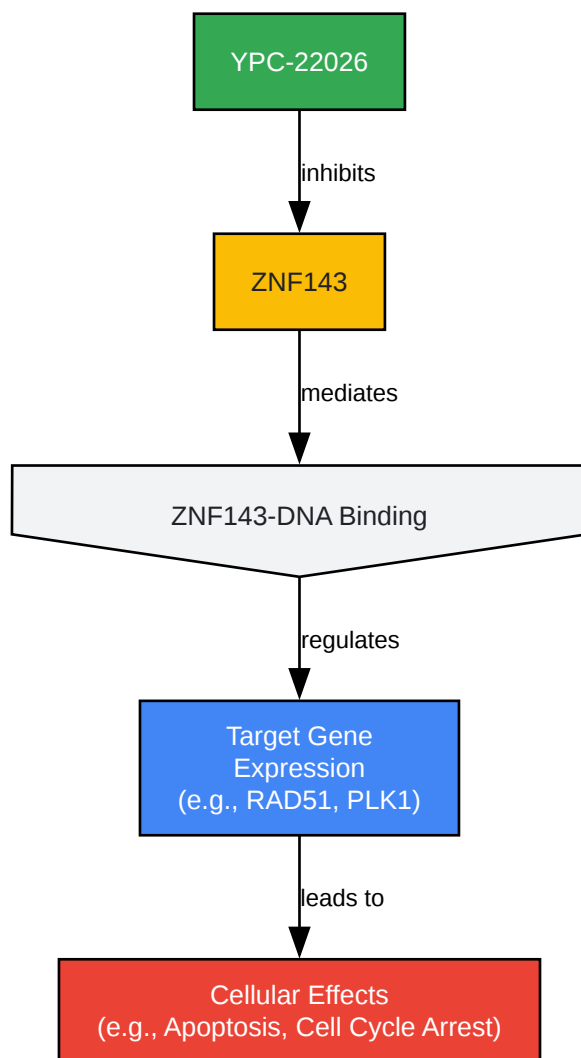 YPC-22026
inhibits
ZNF143
mediates
ZNF143-DNA Binding
regulates
Target Gene
Expression
(e.g., RAD51, PLK1)
leads to
Cellular Effects
(e.g., Apoptosis, Cell Cycle Arrest)